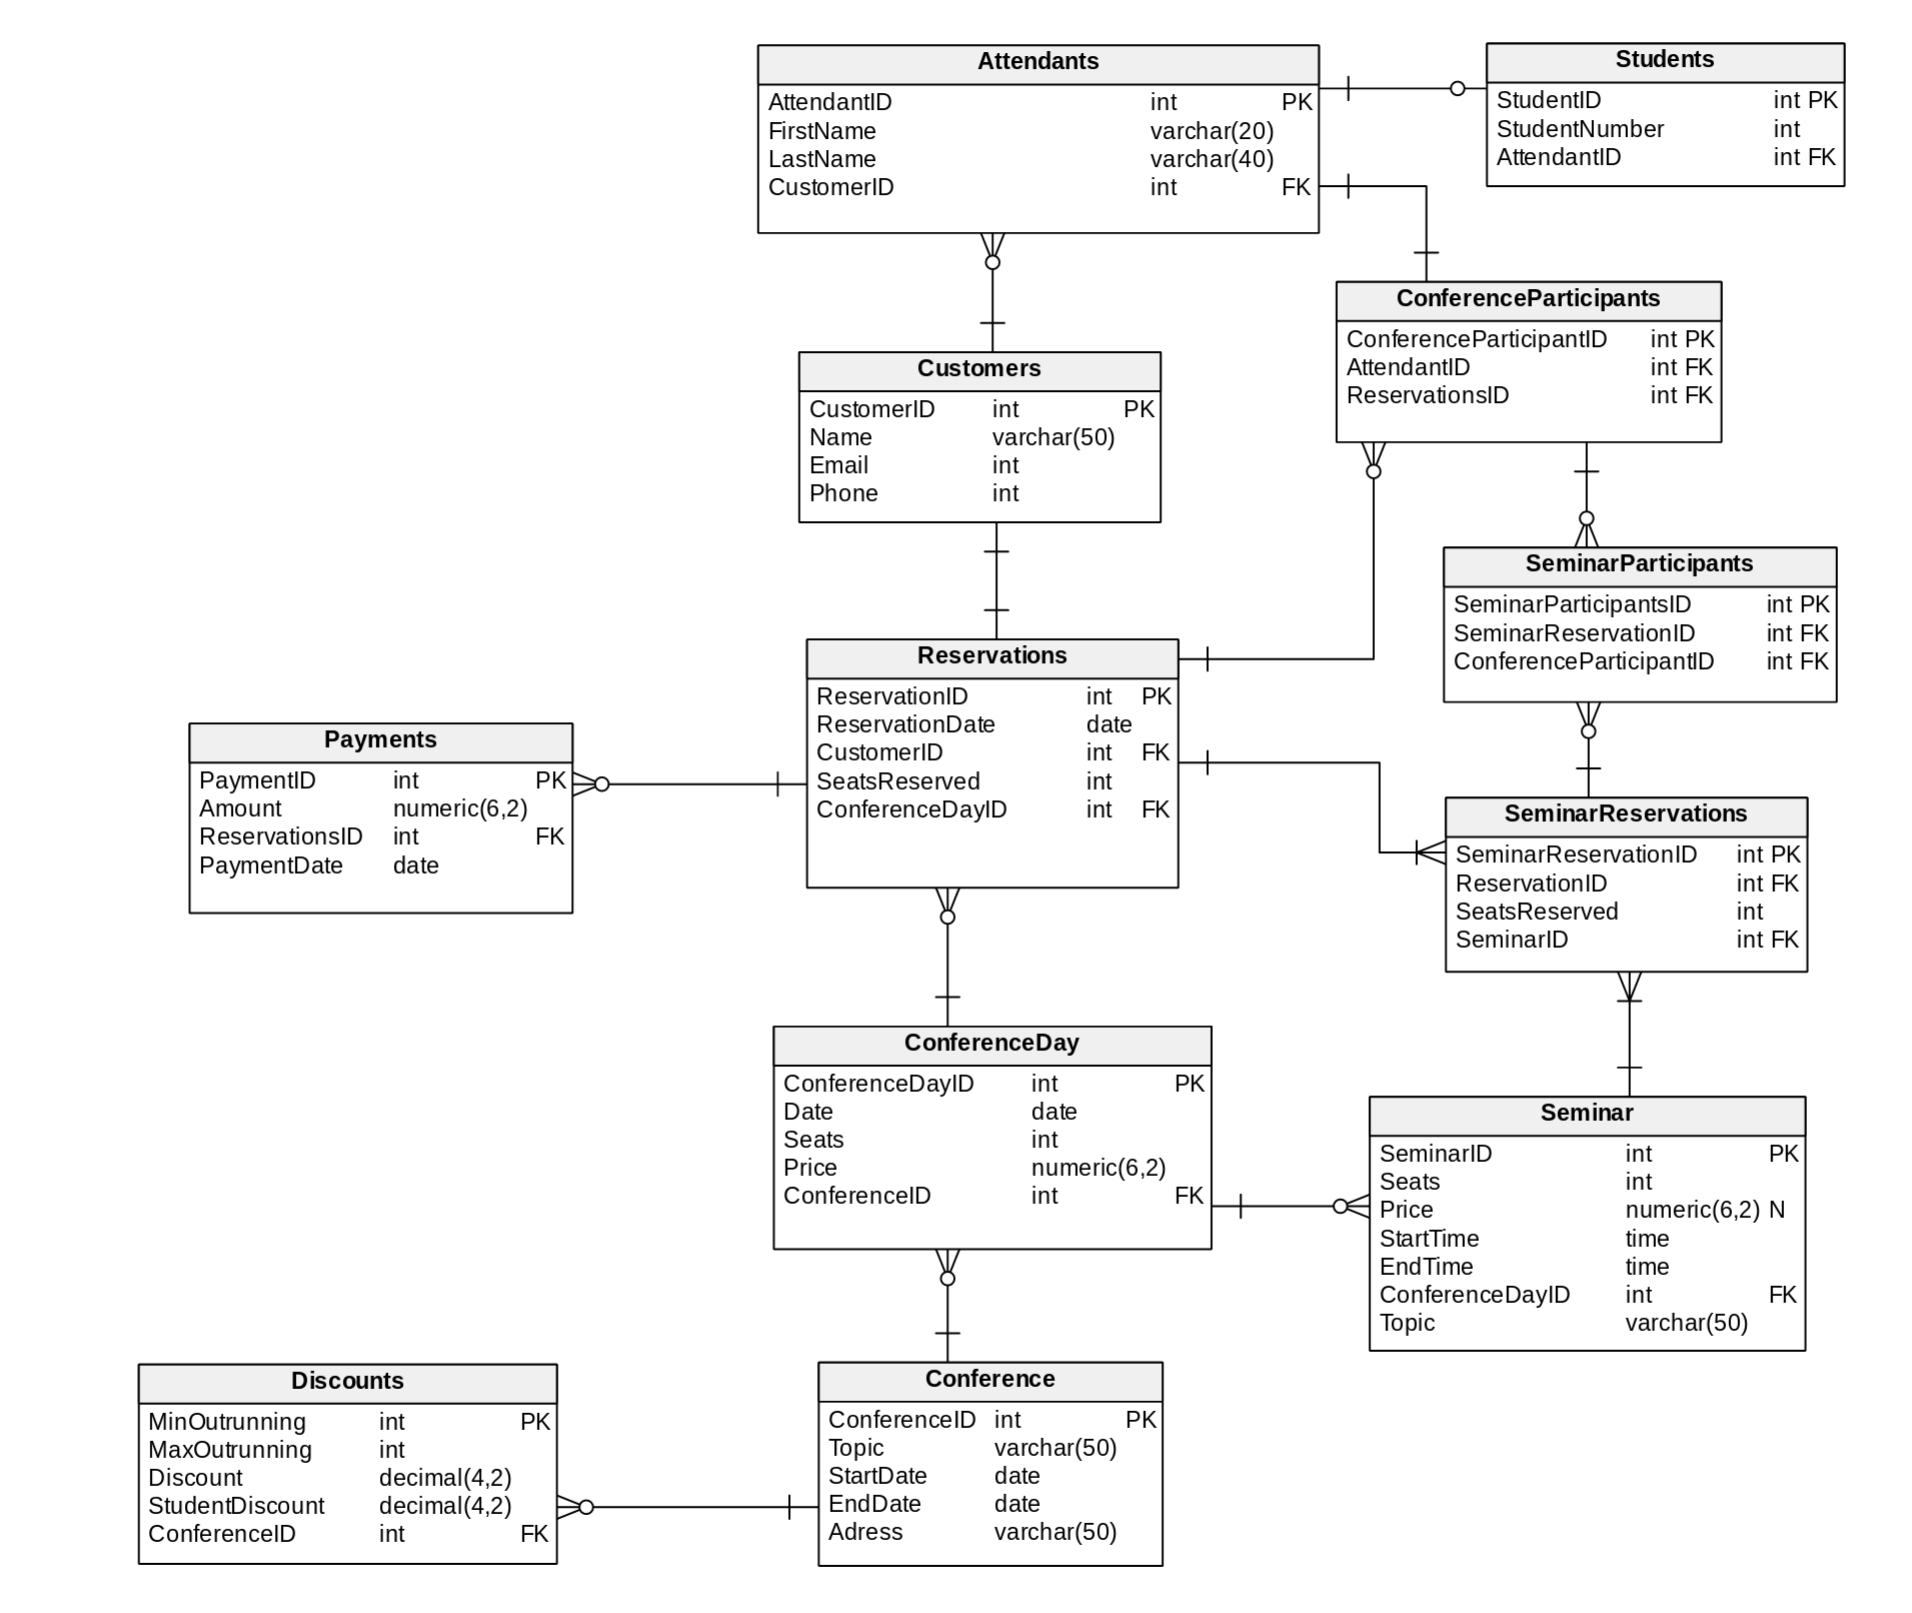 Attendants
AttendantID int PK
FirstName varchar(20)
LastName varchar(40)
CustomerID int FK
Students
StudentID int PK
StudentNumber int
AttendantID int FK
ConferenceParticipants
ConferenceParticipantID int PK
AttendantID int FK
ReservationsID int FK
Customers
CustomerID int PK
Name varchar(50)
Email int
Phone int
SeminarParticipants
SeminarParticipantsID int PK
SeminarReservationID int FK
ConferenceParticipantID int FK
Reservations
ReservationID int PK
ReservationDate date
CustomerID int FK
SeatsReserved int
ConferenceDayID int FK
Payments
PaymentID int PK
Amount numeric(6,2)
ReservationsID int FK
PaymentDate date
SeminarReservations
SeminarReservationID int PK
ReservationID int FK
SeatsReserved int
SeminarID int FK
ConferenceDay
ConferenceDayID int PK
Date date
Seats int
Price numeric(6,2)
ConferenceID int FK
Seminar
SeminarID int PK
Seats int
Price numeric(6,2) N
StartTime time
EndTime time
ConferenceDayID int FK
Topic varchar(50)
Discounts
MinOutrunning int PK
MaxOutrunning int
Discount decimal(4,2)
StudentDiscount decimal(4,2)
ConferenceID int FK
Conference
ConferenceID int PK
Topic varchar(50)
StartDate date
EndDate date
Adress varchar(50)